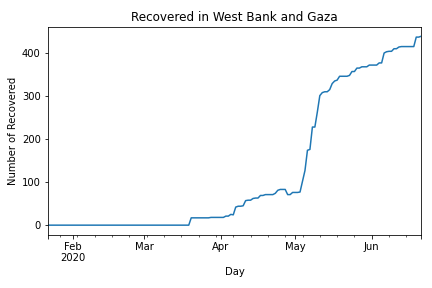 Recovered in West Bank and Gaza
Number of Recovered
400
300
200
100
0
Feb
2020
Mar
Apr
May
Jun
Day